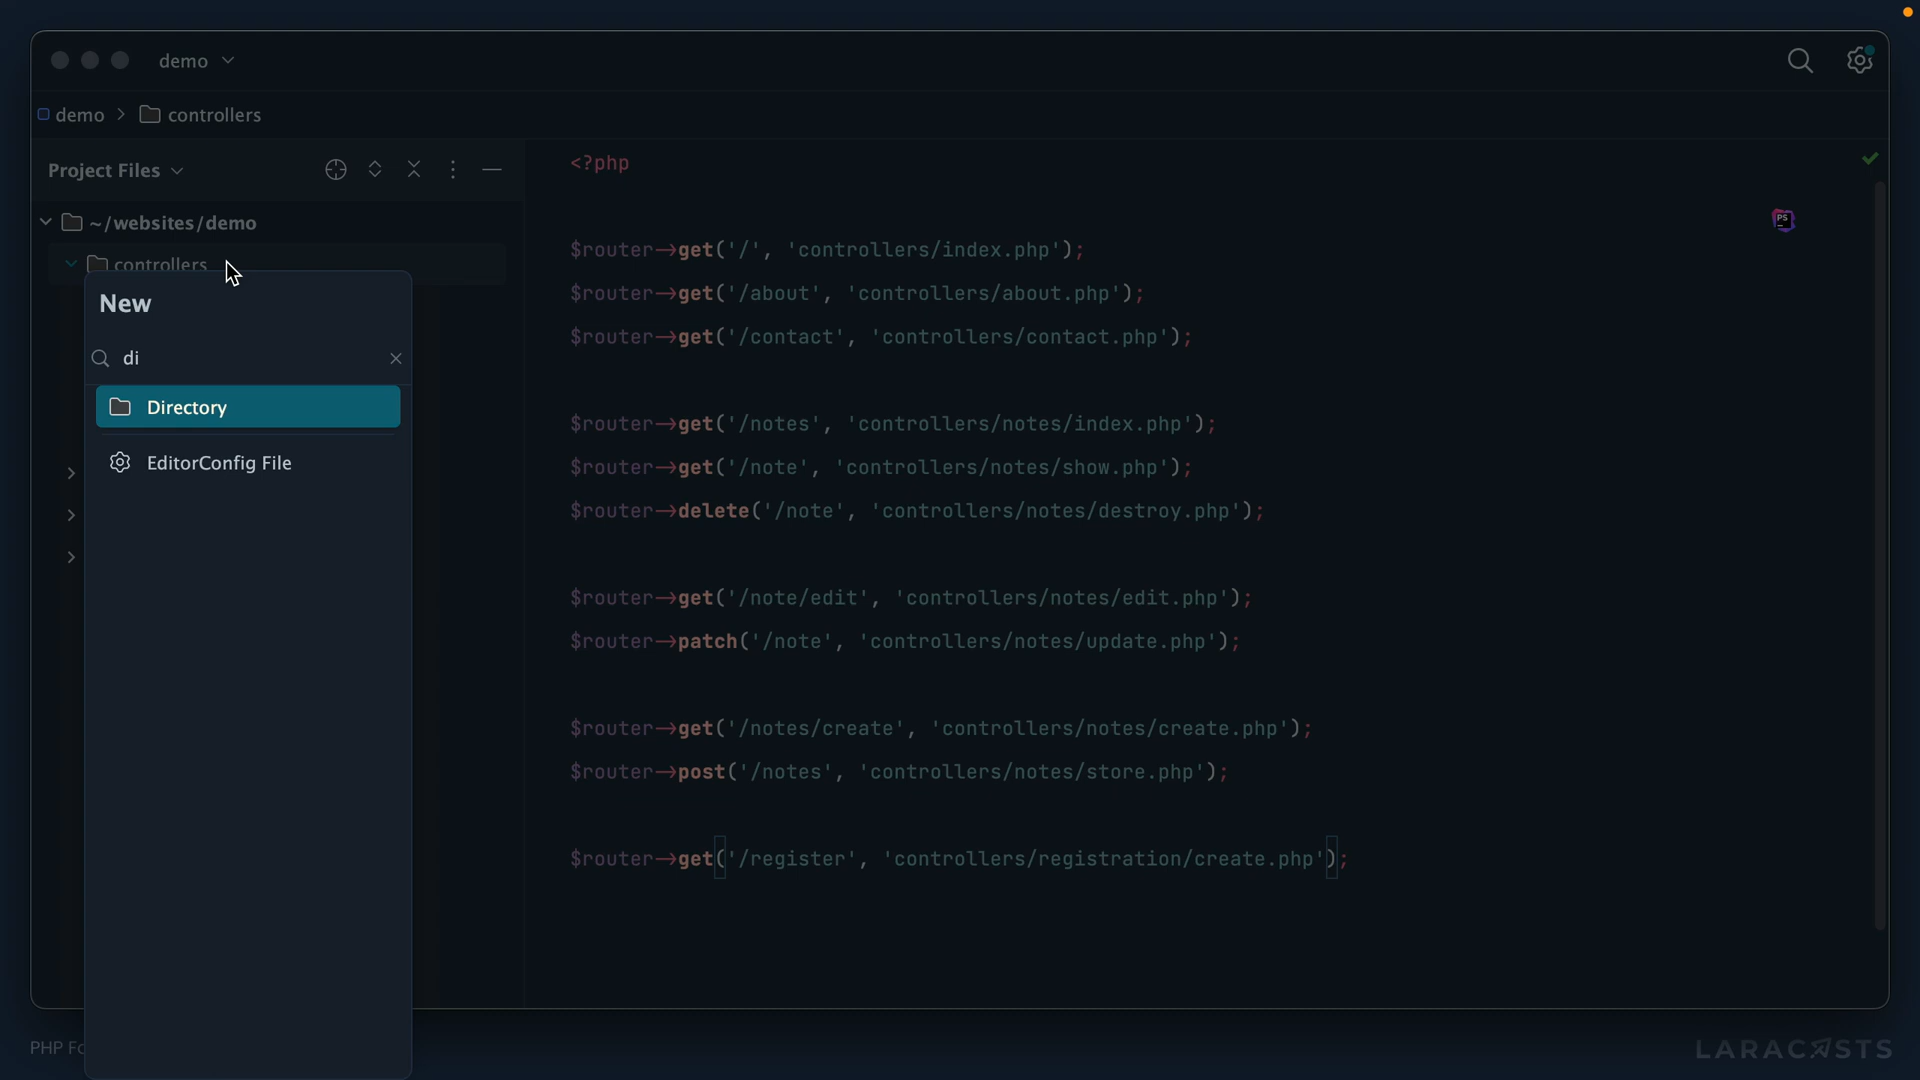 demo
demo
controllers
Project Files
~/websites/demo
controllers
New
di
Directory
EditorConfig File
<?php
PS
$router->get('/', 'controllers/index.php');
$router->get('/about', 'controllers/about.php');
$router->get('/contact', 'controllers/contact.php');
$router->get('/notes', 'controllers/notes/index.php');
$router->get('/note', 'controllers/notes/show.php');
$router->delete('/note', 'controllers/notes/destroy.php');
$router->get('/note/edit', 'controllers/notes/edit.php');
$router->patch('/note', 'controllers/notes/update.php');
$router->get('/notes/create', 'controllers/notes/create.php');
$router->post('/notes', 'controllers/notes/store.php');
$router->get('/register', 'controllers/registration/create.php');
PHP Fo
LARACASTS